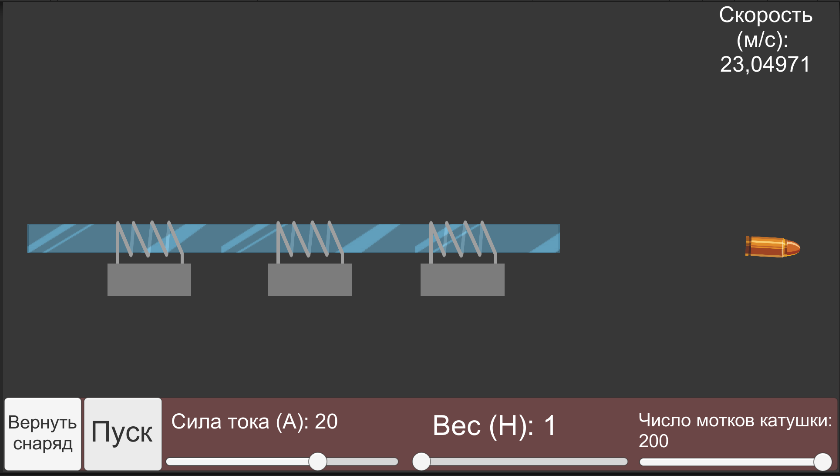 Скорость
(м/с):
23,04971
Вернуть
снаряд
Пуск
Сила тока (А): 20
Вес (Н): 1
Число мотков катушки:
200